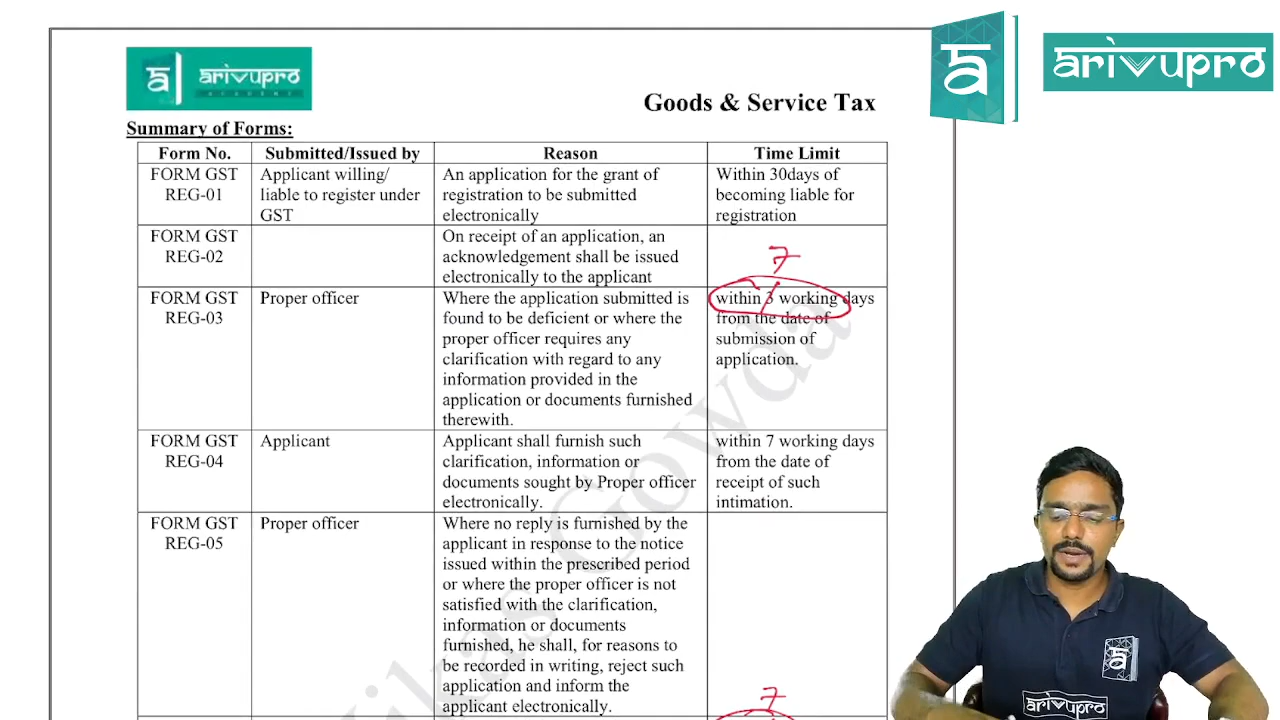 arivupro
ACADEMY
arivupro
Goods & Service Tax
Summary of Forms:
Form No. Submitted/Issued by Reason Time Limit
FORM GST Applicant willing/ An application for the grant of Within 30days of
REG-01 liable to register under registration to be submitted becoming liable for
GST electronically registration
FORM GST On receipt of an application, an
REG-02 acknowledgement shall be issued
electronically to the applicant
7
FORM GST Proper officer Where the application submitted is within 3 working days
REG-03 found to be deficient or where the from the date of
proper officer requires any submission of
clarification with regard to any application.
information provided in the
application or documents furnished
therewith.
FORM GST Applicant Applicant shall furnish such within 7 working days
REG-04 clarification, information or from the date of
documents sought by Proper officer receipt of such
electronically. intimation.
FORM GST Proper officer Where no reply is furnished by the
REG-05 applicant in response to the notice
issued within the prescribed period
or where the proper officer is not
satisfied with the clarification,
information or documents
furnished, he shall, for reasons to
be recorded in writing, reject such
application and inform the
applicant electronically.
7
ikas Gowda
arivupro